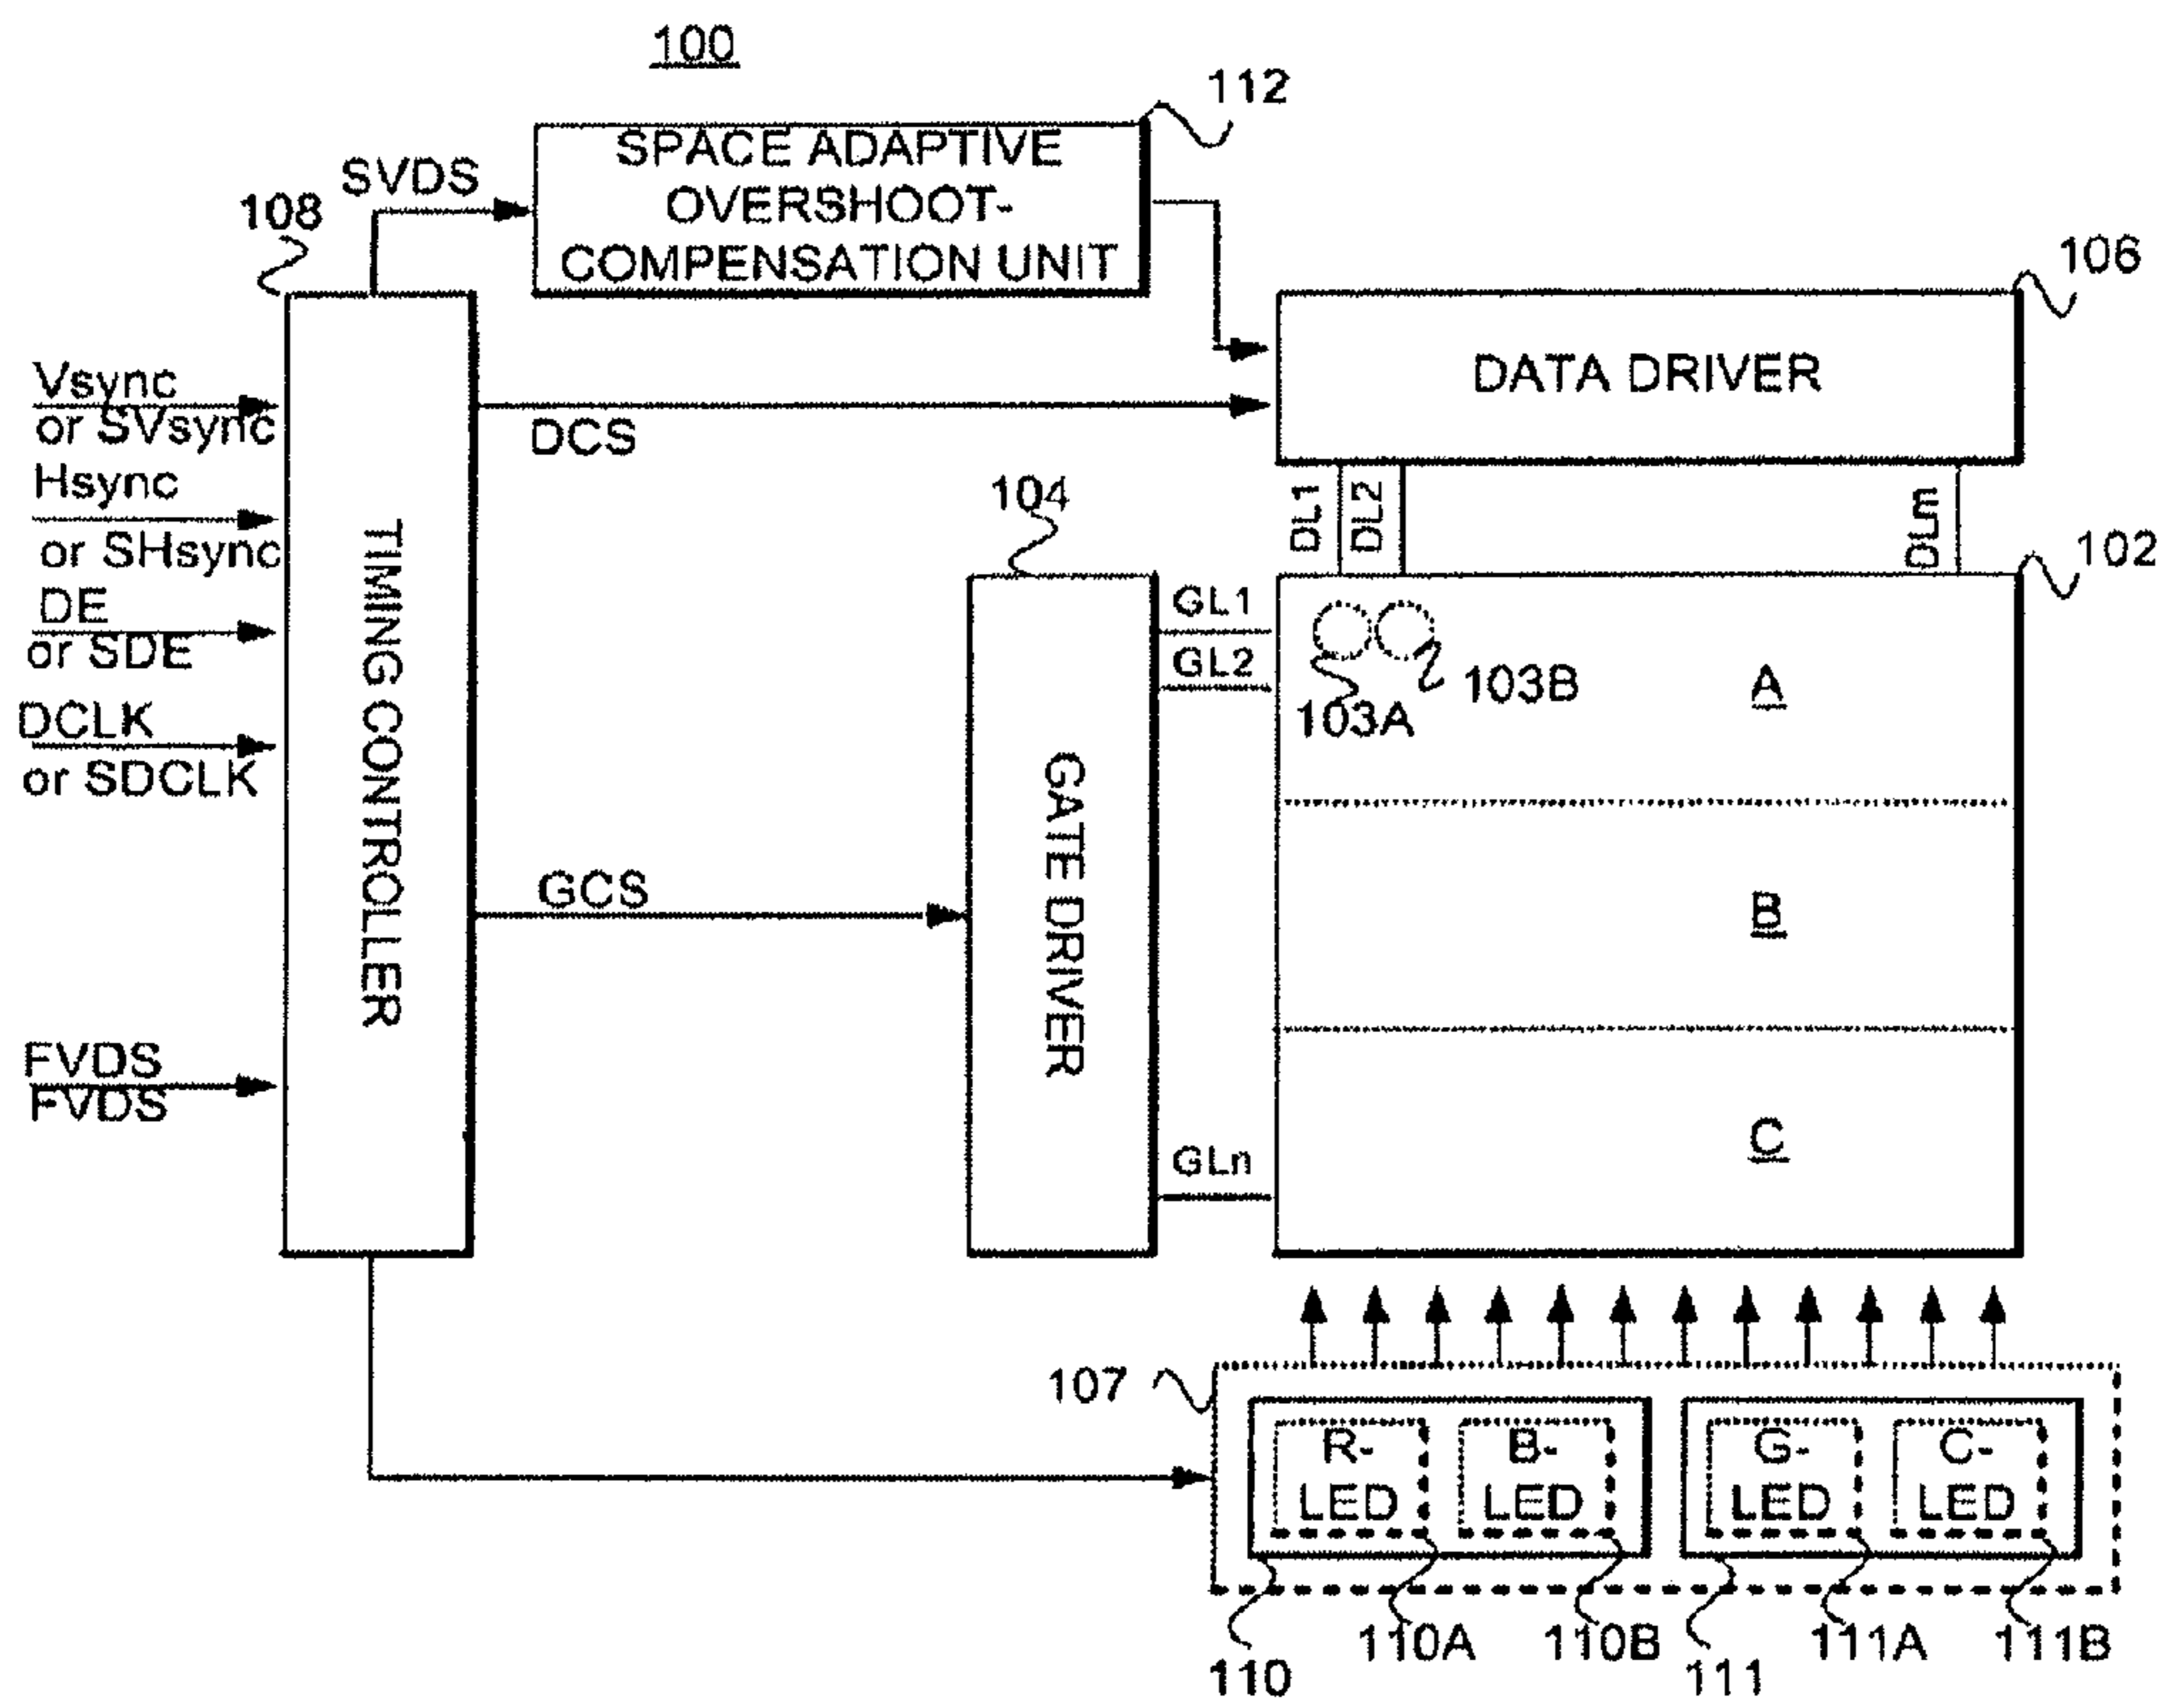 100
112
SPACE ADAPTIVE
OVERSHOOT-
COMPENSATION UNIT
SVDS
108
106
DATA DRIVER
Vsync
or SVsync
DCS
Hsync
or SHsync
104
DL1
DL2
DLm
102
DE
or SDE
TIMING CONTROLLER
GL1
GL2
103A
103B
A
DCLK
or SDCLK
GATE DRIVER
GCS
B
FVDS
FVDS
C
GLn
107
R-
LED
B-
LED
G-
LED
C-
LED
110
110A
110B
111
111A
111B